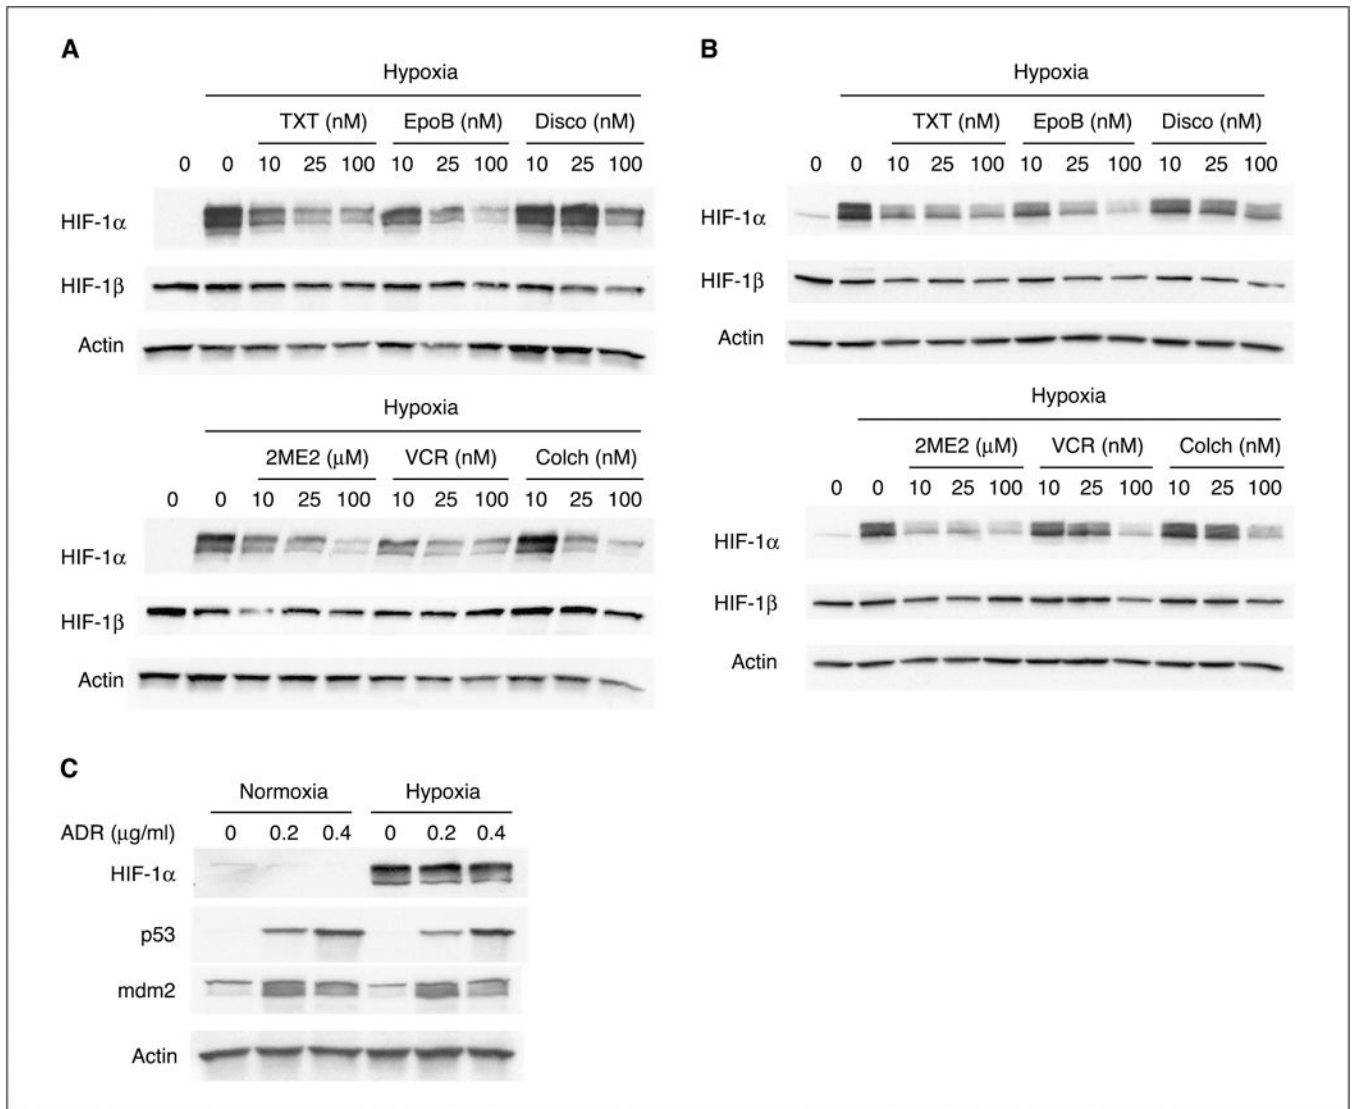 A
Hypoxia
TXT (nM) EpoB (nM) Disco (nM)
0 0 10 25 100 10 25 100 10 25 100
HIF-1α
HIF-1β
Actin
Hypoxia
2ME2 (μM) VCR (nM) Colch (nM)
0 0 10 25 100 10 25 100 10 25 100
HIF-1α
HIF-1β
Actin
B
Hypoxia
TXT (nM) EpoB (nM) Disco (nM)
0 0 10 25 100 10 25 100 10 25 100
HIF-1α
HIF-1β
Actin
Hypoxia
2ME2 (μM) VCR (nM) Colch (nM)
0 0 10 25 100 10 25 100 10 25 100
HIF-1α
HIF-1β
Actin
C
Normoxia Hypoxia
ADR (μg/ml) 0 0.2 0.4 0 0.2 0.4
HIF-1α
p53
mdm2
Actin